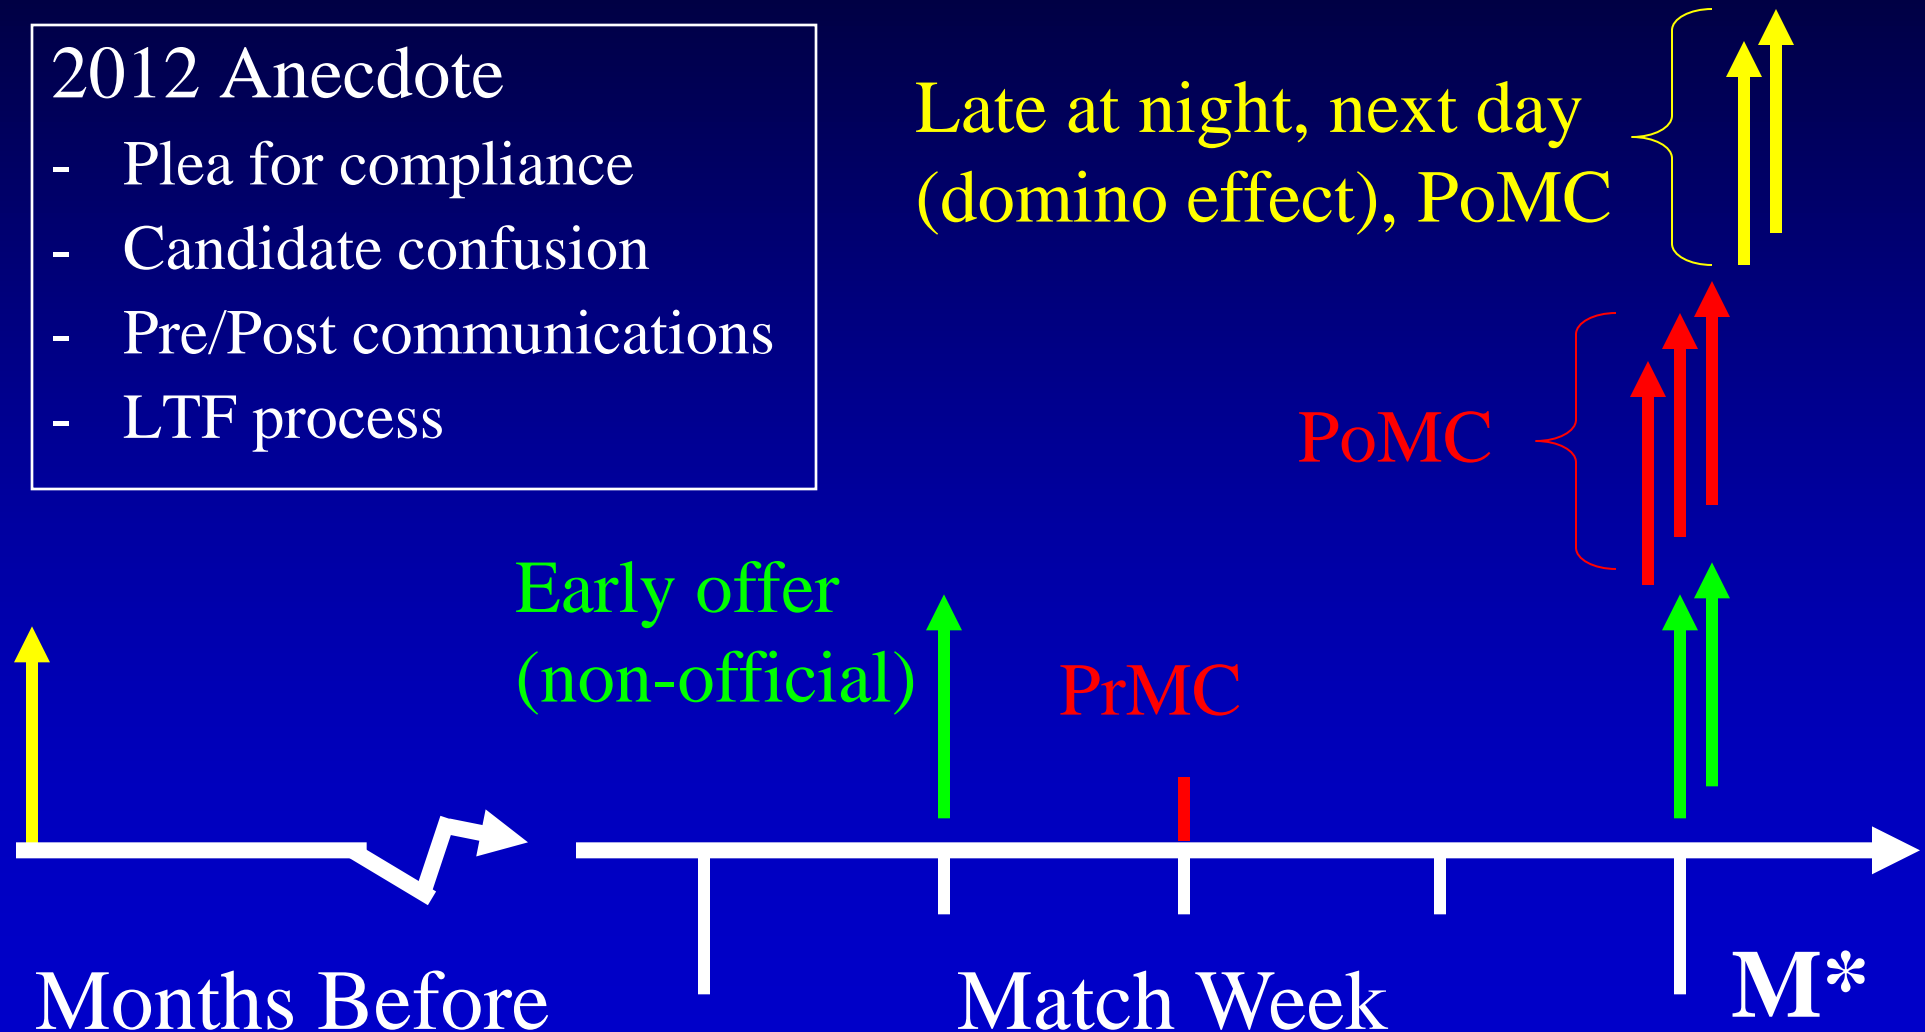 2012 Anecdote
- Plea for compliance
- Candidate confusion
- Pre/Post communications
- LTF process
Late at night, next day
(domino effect), PoMC
PoMC
Early offer
(non-official)
PrMC
Months Before
Match Week
M*